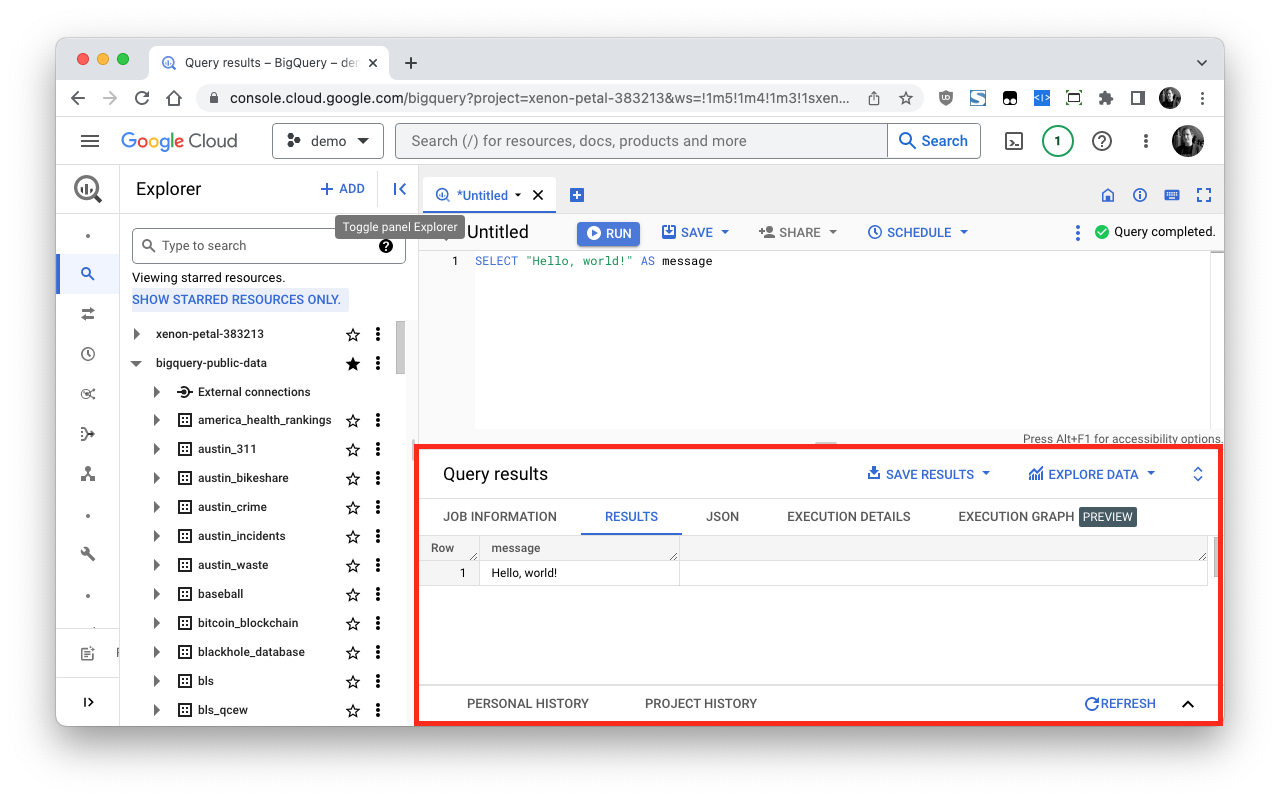 Query results – BigQuery – der
console.cloud.google.com/bigquery?project=xenon-petal-383213&ws=!1m5!1m4!1m3!1sxen...
Google Cloud
demo
Search (/) for resources, docs, products and more
Search
1
Explorer
+ ADD
*Untitled
Toggle panel Explorer
Untitled
RUN
SAVE
SHARE
SCHEDULE
Query completed.
Type to search
1 SELECT "Hello, world!" AS message
Viewing starred resources.
SHOW STARRED RESOURCES ONLY.
xenon-petal-383213
bigquery-public-data
External connections
america_health_rankings
austin_311
austin_bikeshare
austin_crime
austin_incidents
austin_waste
baseball
bitcoin_blockchain
blackhole_database
bls
bls_qcew
Press Alt+F1 for accessibility options.
Query results
SAVE RESULTS
EXPLORE DATA
JOB INFORMATION
RESULTS
JSON
EXECUTION DETAILS
EXECUTION GRAPH
PREVIEW
Row message
1 Hello, world!
PERSONAL HISTORY
PROJECT HISTORY
REFRESH